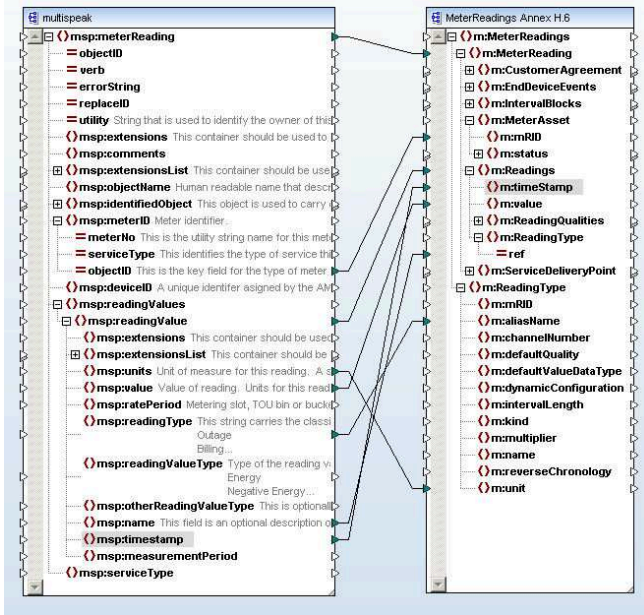 multispeak
msp:meterReading
objectID
verb
errorString
replaceID
utility String that is used to identify the owner of this
msp:extensions This container should be used to
msp:comments
msp:extensionsList This container should be use
msp:objectName Human readable name that descr
msp:identifiedObject This object is used to carry
msp:meterID Meter identifier.
meterNo This is the utility string name for this mete
serviceType This identifies the type of service thi
objectID This is the key field for the type of meter
msp:deviceID A unique identifer asigned by the AM
msp:readingValues
msp:readingValue
msp:extensions This container should be used
msp:extensionsList This container should be
msp:units Unit of measure for this reading. A s
msp:value Value of reading. Units for this read
msp:ratePeriod Metering slot, TOU bin or bucke
msp:readingType This string carries the classi
Outage
Billing...
msp:readingValueType Type of the reading v
Energy
Negative Energy...
msp:otherReadingValueType This is optionall
msp:name This field is an optional description o
msp:timestamp
msp:measurementPeriod
msp:serviceType
MeterReadings Annex H.6
m:MeterReadings
m:MeterReading
m:CustomerAgreement
m:EndDeviceEvents
m:IntervalBlocks
m:MeterAsset
m:mRID
m:status
m:Readings
m:timeStamp
m:value
m:ReadingQualities
m:ReadingType
ref
m:ServiceDeliveryPoint
m:ReadingType
m:mRID
m:aliasName
m:channelNumber
m:defaultQuality
m:defaultValueDataType
m:dynamicConfiguration
m:intervalLength
m:kind
m:multiplier
m:name
m:reverseChronology
m:unit